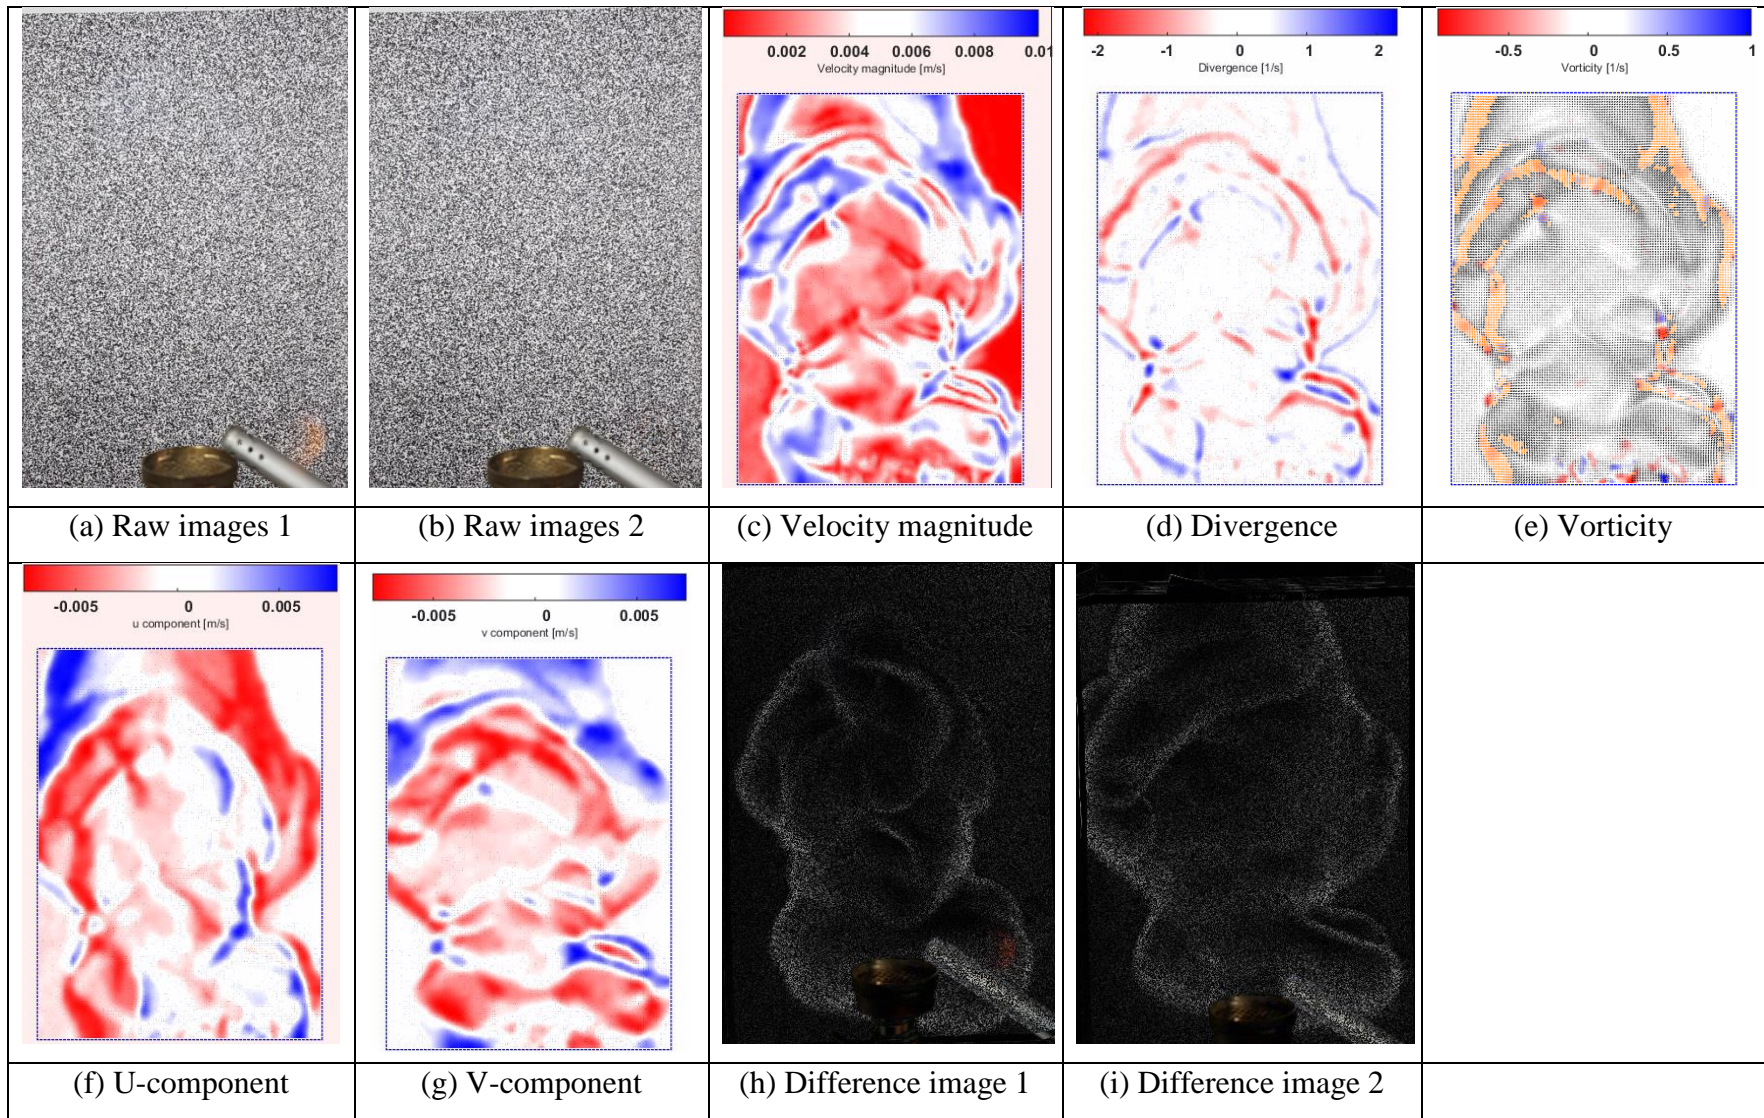 0.002 0.004 0.006 0.008 0.01
Velocity magnitude [m/s]
-2 -1 0 1 2
Divergence [1/s]
-0.5 0 0.5 1
Vorticity [1/s]
(a) Raw images 1
(b) Raw images 2
(c) Velocity magnitude
(d) Divergence
(e) Vorticity
-0.005 0 0.005
u component [m/s]
-0.005 0 0.005
v component [m/s]
(f) U-component
(g) V-component
(h) Difference image 1
(i) Difference image 2